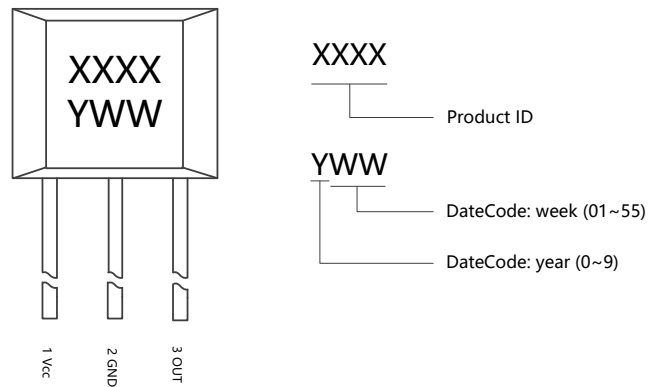 XXXX
YWW
1 Vcc
2 GND
3 OUT
XXXX
Product ID
YWW
DateCode: week (01~55)
DateCode: year (0~9)